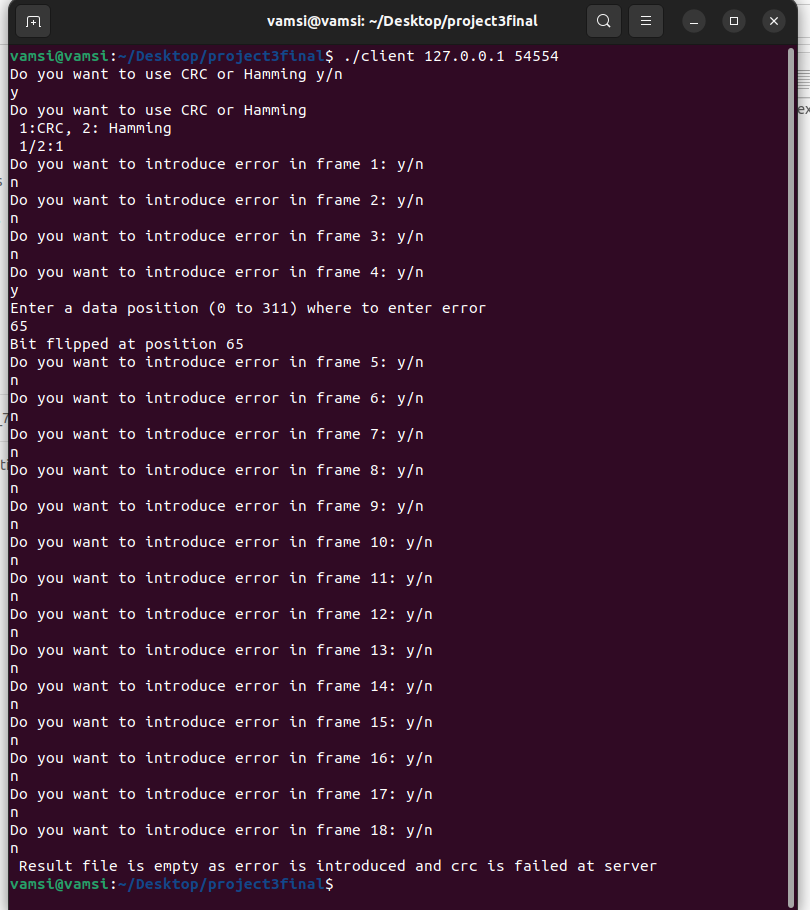 vamsi@vamsi: ~/Desktop/project3final
vamsi@vamsi:~/Desktop/project3final$ ./client 127.0.0.1 54554
Do you want to use CRC or Hamming y/n
y
Do you want to use CRC or Hamming
 1:CRC, 2: Hamming
 1/2:1
Do you want to introduce error in frame 1: y/n
n
Do you want to introduce error in frame 2: y/n
n
Do you want to introduce error in frame 3: y/n
n
Do you want to introduce error in frame 4: y/n
y
Enter a data position (0 to 311) where to enter error
65
Bit flipped at position 65
Do you want to introduce error in frame 5: y/n
n
Do you want to introduce error in frame 6: y/n
n
Do you want to introduce error in frame 7: y/n
n
Do you want to introduce error in frame 8: y/n
n
Do you want to introduce error in frame 9: y/n
n
Do you want to introduce error in frame 10: y/n
n
Do you want to introduce error in frame 11: y/n
n
Do you want to introduce error in frame 12: y/n
n
Do you want to introduce error in frame 13: y/n
n
Do you want to introduce error in frame 14: y/n
n
Do you want to introduce error in frame 15: y/n
n
Do you want to introduce error in frame 16: y/n
n
Do you want to introduce error in frame 17: y/n
n
Do you want to introduce error in frame 18: y/n
n
 Result file is empty as error is introduced and crc is failed at server
vamsi@vamsi:~/Desktop/project3final$